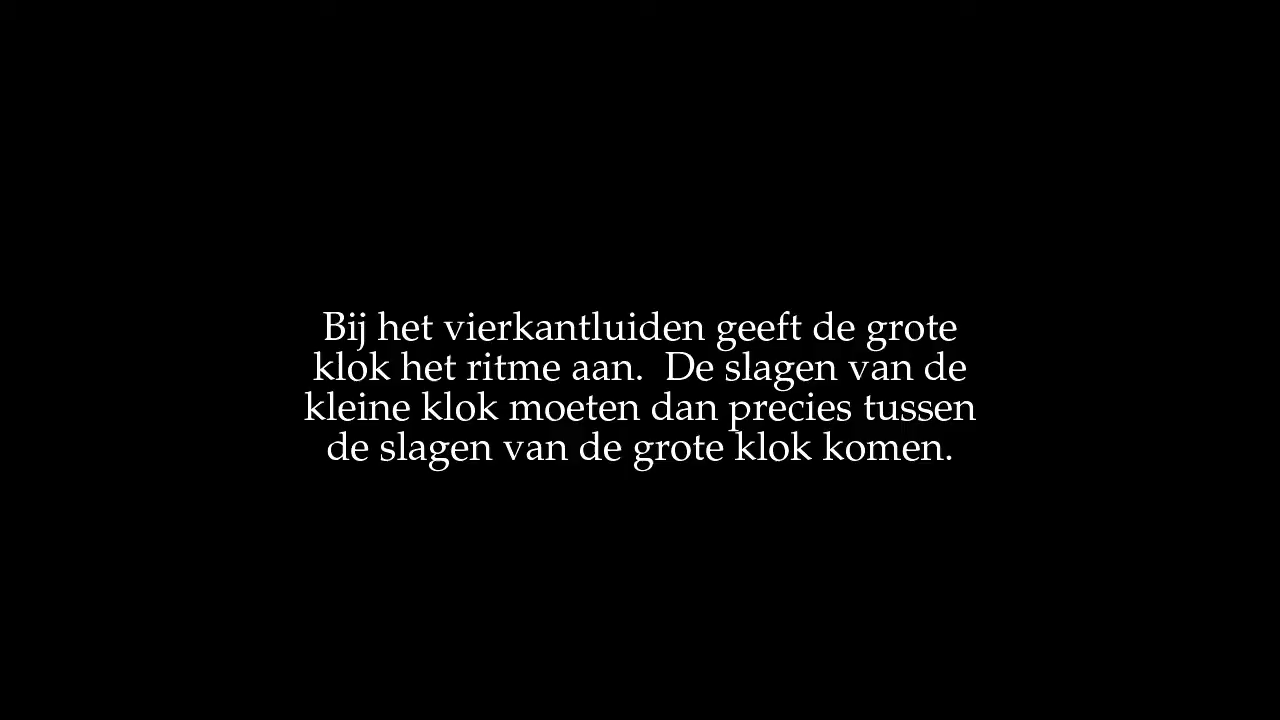 Bij het vierkantluiden geeft de grote
klok het ritme aan.  De slagen van de
kleine klok moeten dan precies tussen
de slagen van de grote klok komen.